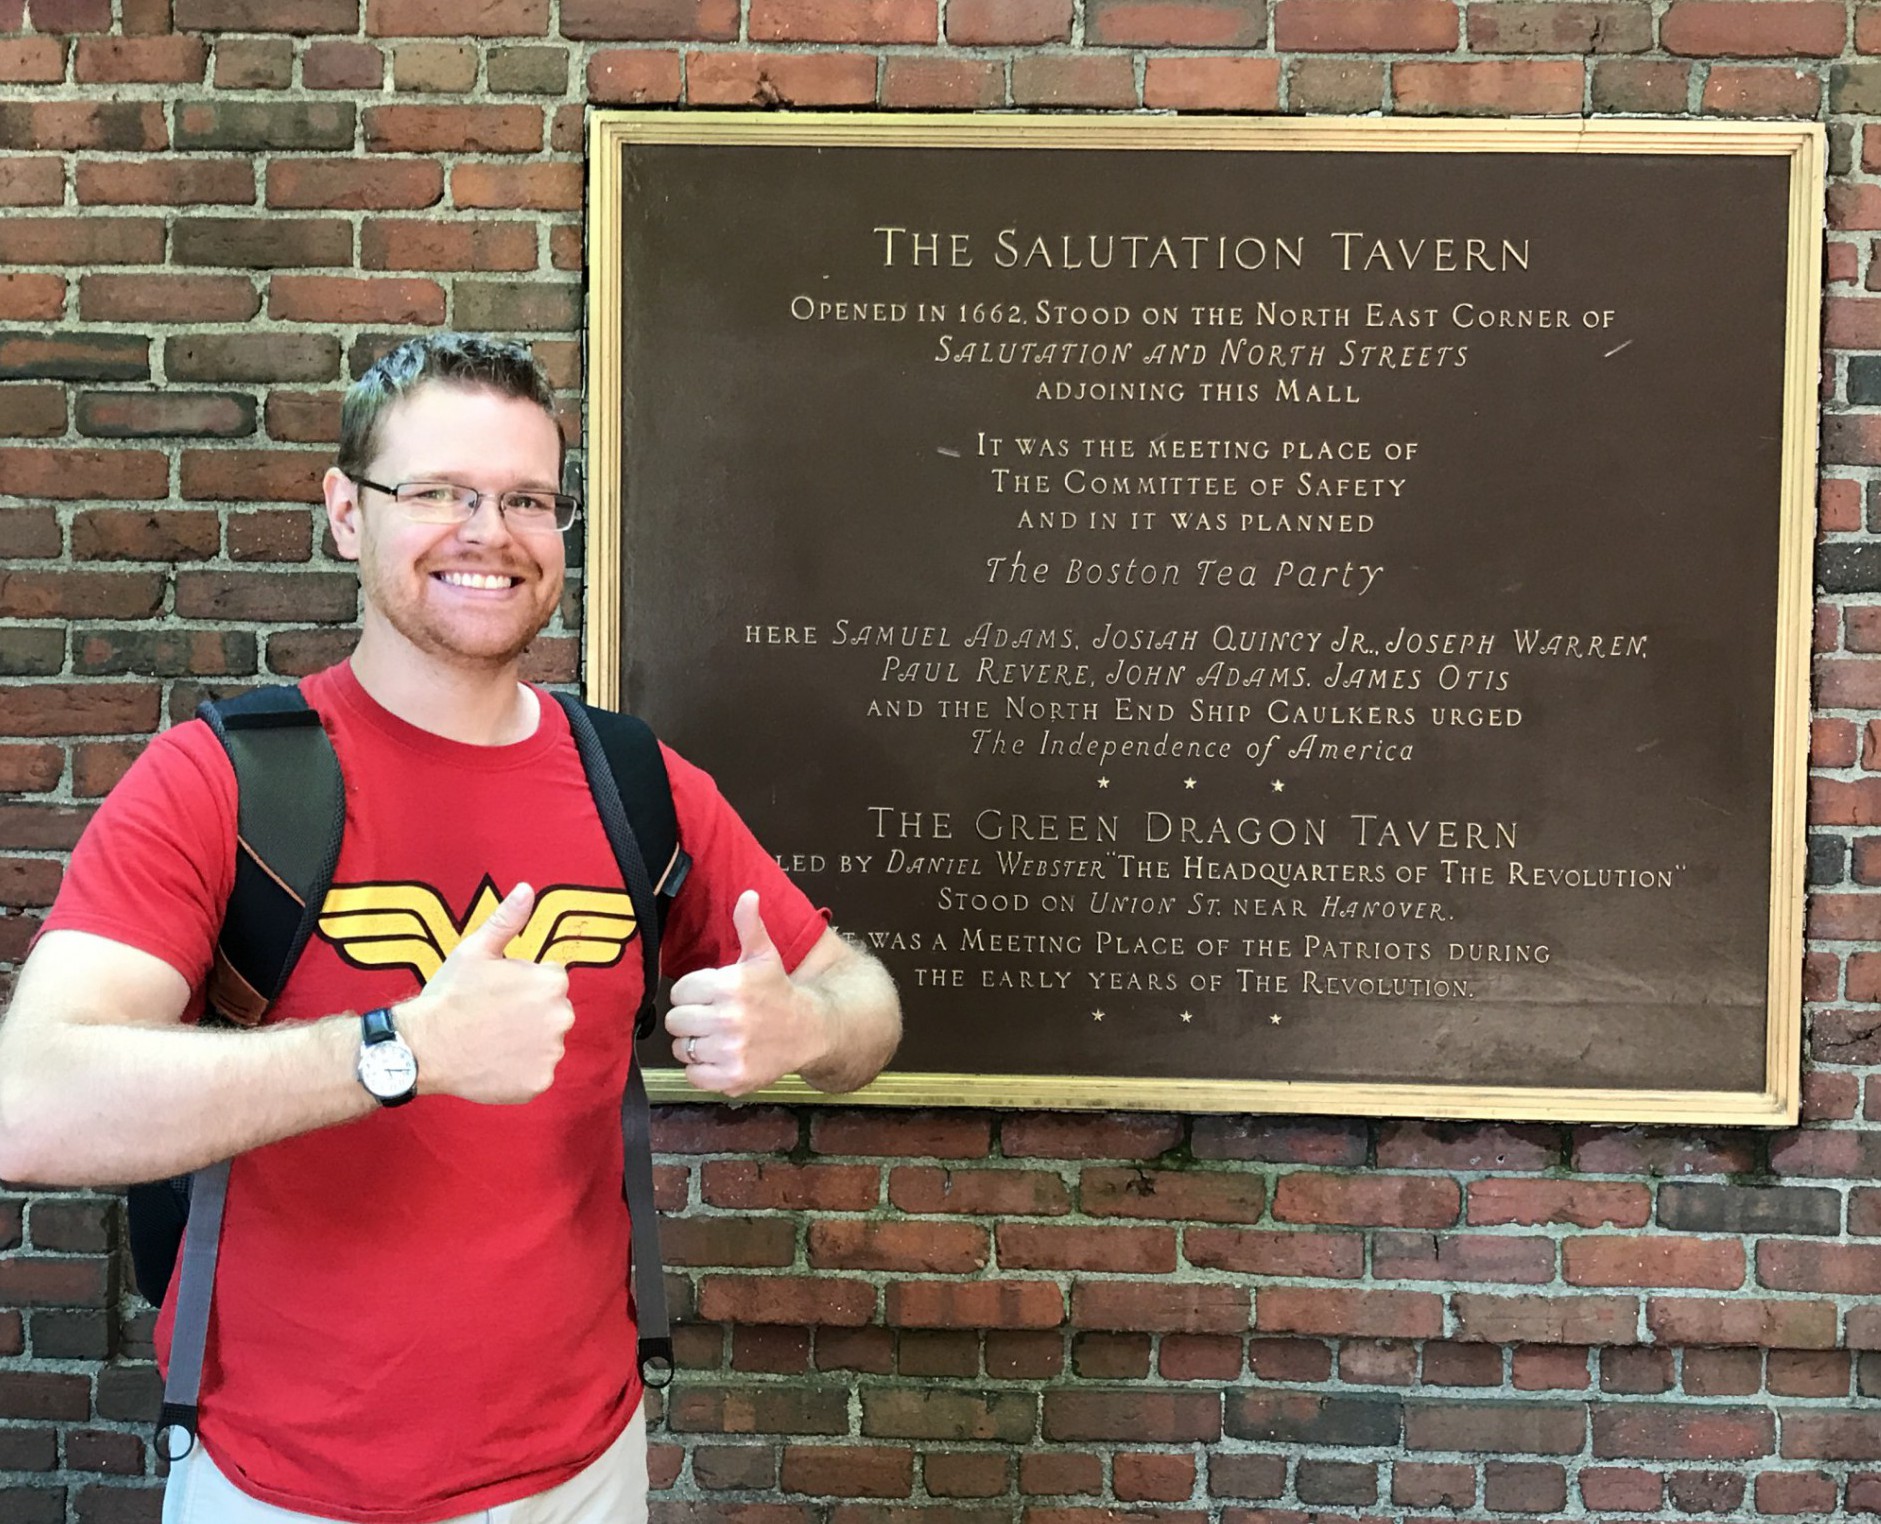 THE SALUTATION TAVERN
OPENED IN 1662, STOOD ON THE NORTH EAST CORNER OF
SALUTATION AND NORTH STREETS
ADJOINING THIS MALL
IT WAS THE MEETING PLACE OF
THE COMMITTEE OF SAFETY
AND IN IT WAS PLANNED
The Boston Tea Party
HERE SAMUEL ADAMS, JOSIAH QUINCY JR., JOSEPH WARREN,
PAUL REVERE, JOHN ADAMS, JAMES OTIS
AND THE NORTH END SHIP CAULKERS URGED
The Independence of America
THE GREEN DRAGON TAVERN
LED BY DANIEL WEBSTER "THE HEADQUARTERS OF THE REVOLUTION"
STOOD ON UNION ST. NEAR HANOVER.
IT WAS A MEETING PLACE OF THE PATRIOTS DURING
THE EARLY YEARS OF THE REVOLUTION.